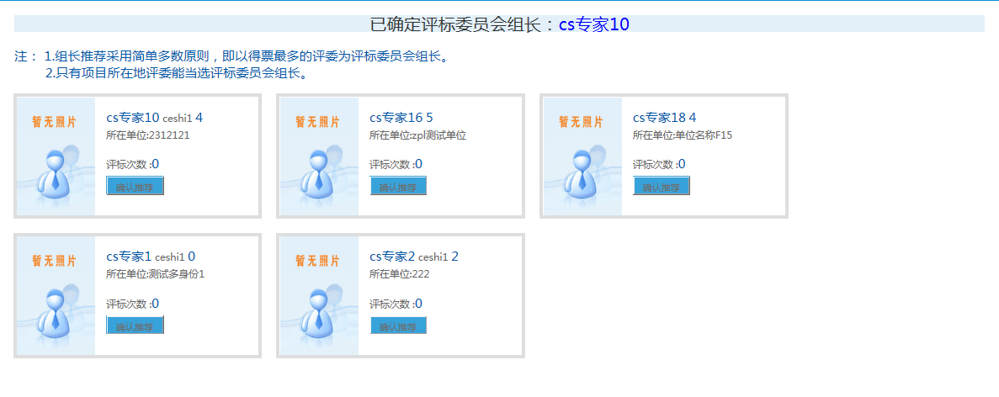 已确定评标委员会组长：cs专家10
注： 1.组长推荐采用简单多数原则，即以得票最多的评委为评标委员会组长。
2.只有项目所在地评委能当选评标委员会组长。
暂无照片
cs专家10 ceshi1 4
所在单位:2312121
评标次数 :0
确认推荐
暂无照片
cs专家16 5
所在单位:zpl测试单位
评标次数 :0
确认推荐
暂无照片
cs专家18 4
所在单位:单位名称F15
评标次数 :0
确认推荐
暂无照片
cs专家1 ceshi1 0
所在单位:测试多身份1
评标次数 :0
确认推荐
暂无照片
cs专家2 ceshi1 2
所在单位:222
评标次数 :0
确认推荐